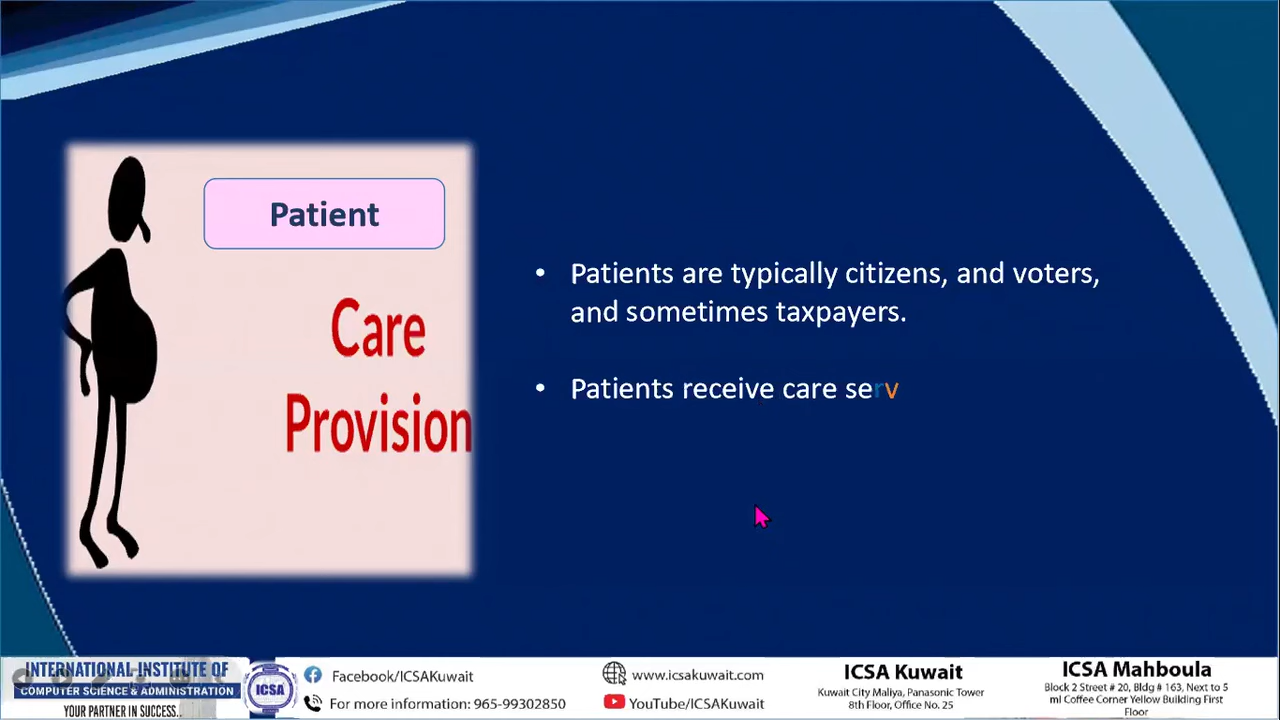 Patient
Care
Provision
• Patients are typically citizens, and voters,
and sometimes taxpayers.
• Patients receive care serv
INTERNATIONAL INSTITUTE OF
COMPUTER SCIENCE & ADMINISTRATION
YOUR PARTNER IN SUCCESS..
ICSA
Facebook/ICSAKuwait
For more information: 965-99302850
www.icsakuwait.com
YouTube/ICSAKuwait
ICSA Kuwait
Kuwait City Maliya, Panasonic Tower
8th Floor, Office No. 25
ICSA Mahboula
Block 2 Street # 20, Bldg # 163, Next to 5
ml Coffee Corner Yellow Building First
Floor